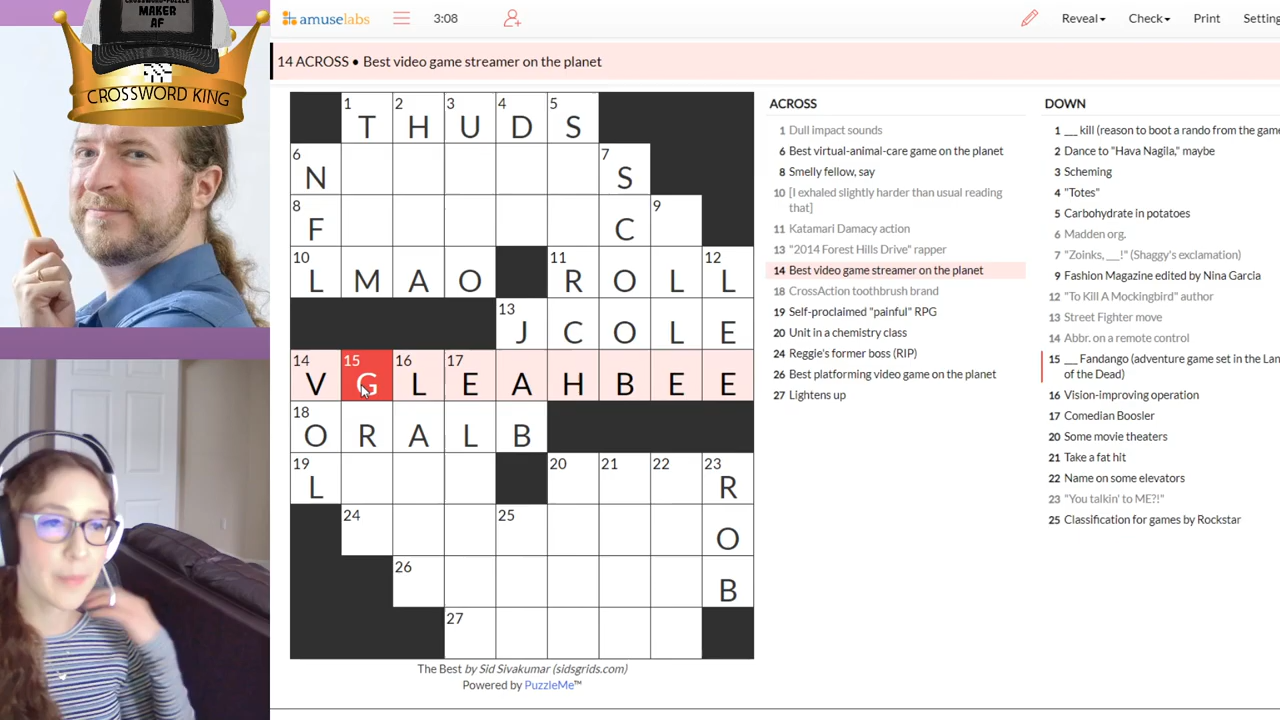 CROSSWORD-PUZZLE
MAKER
AF
CROSSWORD KING
amuselabs
3:08
Reveal
Check
Print
Setting
14 ACROSS • Best video game streamer on the planet
1 2 3 4 5
T H U D S
6 7
N S
8 9
F C
10 11 12
L M A O R O L L
13
J C O L E
14 15 16 17
V G L E A H B E E
18
O R A L B
19 20 21 22 23
L R
24 25
O
26
B
27
The Best by Sid Sivakumar (sidsgrids.com)
Powered by PuzzleMe™
ACROSS
1 Dull impact sounds
6 Best virtual-animal-care game on the planet
8 Smelly fellow, say
10 [I exhaled slightly harder than usual reading
that]
11 Katamari Damacy action
13 "2014 Forest Hills Drive" rapper
14 Best video game streamer on the planet
18 CrossAction toothbrush brand
19 Self-proclaimed "painful" RPG
20 Unit in a chemistry class
24 Reggie's former boss (RIP)
26 Best platforming video game on the planet
27 Lightens up
DOWN
1 ___ kill (reason to boot a rando from the game
2 Dance to "Hava Nagila," maybe
3 Scheming
4 "Totes"
5 Carbohydrate in potatoes
6 Madden org.
7 "Zoinks, ___!" (Shaggy's exclamation)
9 Fashion Magazine edited by Nina Garcia
12 "To Kill A Mockingbird" author
13 Street Fighter move
14 Abbr. on a remote control
15 ___ Fandango (adventure game set in the Lan
of the Dead)
16 Vision-improving operation
17 Comedian Boosler
20 Some movie theaters
21 Take a fat hit
22 Name on some elevators
23 "You talkin' to ME?!"
25 Classification for games by Rockstar